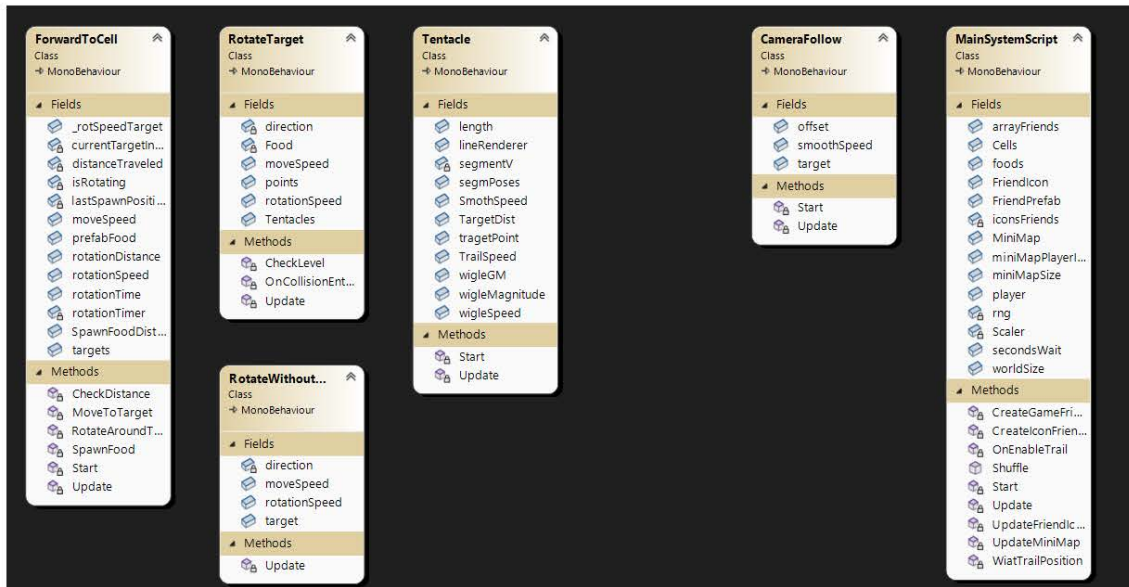 ForwardToCell
Class
MonoBehaviour
Fields
_rotSpeedTarget
currentTargetIn...
distanceTraveled
isRotating
lastSpawnPositi...
moveSpeed
prefabFood
rotationDistance
rotationSpeed
rotationTime
rotationTimer
SpawnFoodDist...
targets
Methods
CheckDistance
MoveToTarget
RotateAroundT...
SpawnFood
Start
Update
RotateTarget
Class
MonoBehaviour
Fields
direction
Food
moveSpeed
points
rotationSpeed
Tentacles
Methods
CheckLevel
OnCollisionEnt...
Update
RotateWithout...
Class
MonoBehaviour
Fields
direction
moveSpeed
rotationSpeed
target
Methods
Update
Tentacle
Class
MonoBehaviour
Fields
length
lineRenderer
segmentV
segmPoses
SmothSpeed
TargetDist
tragetPoint
TrailSpeed
wigleGM
wigleMagnitude
wigleSpeed
Methods
Start
Update
CameraFollow
Class
MonoBehaviour
Fields
offset
smoothSpeed
target
Methods
Start
Update
MainSystemScript
Class
MonoBehaviour
Fields
arrayFriends
Cells
foods
FriendIcon
FriendPrefab
iconsFriends
MiniMap
miniMapPlayerI...
miniMapSize
player
rng
Scaler
secondsWait
worldSize
Methods
CreateGameFri...
CreateIconFrien...
OnEnableTrail
Shuffle
Start
Update
UpdateFriendIc...
UpdateMiniMap
WiatTrailPosition